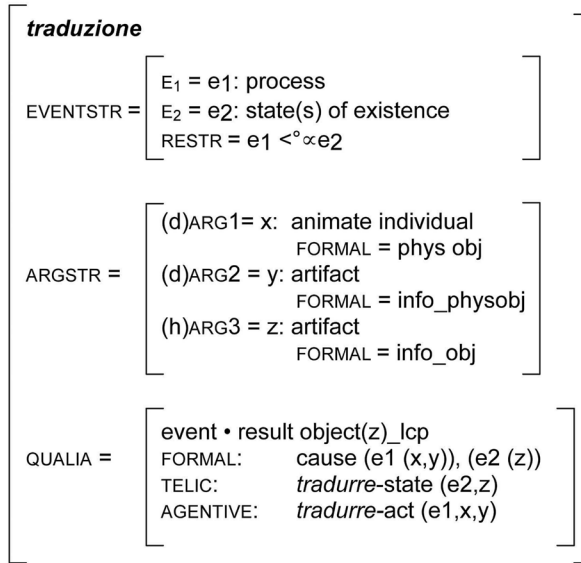 traduzione
E₁ = e1: process
EVENTSTR = E₂ = e2: state(s) of existence
RESTR = e1 <°∝e2
(d)ARG1= x: animate individual
FORMAL = phys obj
ARGSTR = (d)ARG2 = y: artifact
FORMAL = info_physobj
(h)ARG3 = z: artifact
FORMAL = info_obj
event • result object(z)_lcp
QUALIA = FORMAL: cause (e1 (x,y)), (e2 (z))
TELIC: tradurre-state (e2,z)
AGENTIVE: tradurre-act (e1,x,y)